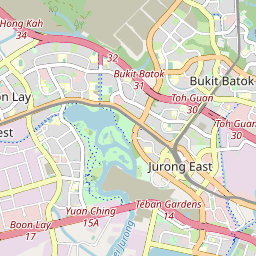 Hong Kah
34
32
Bukit Batok
31
Bukit Batok
Toh Guan
30
on Lay
Toh Guan
30
est
Jurong East
Boon Lay
17
Yuan Ching
15A
Teban Gardens
14